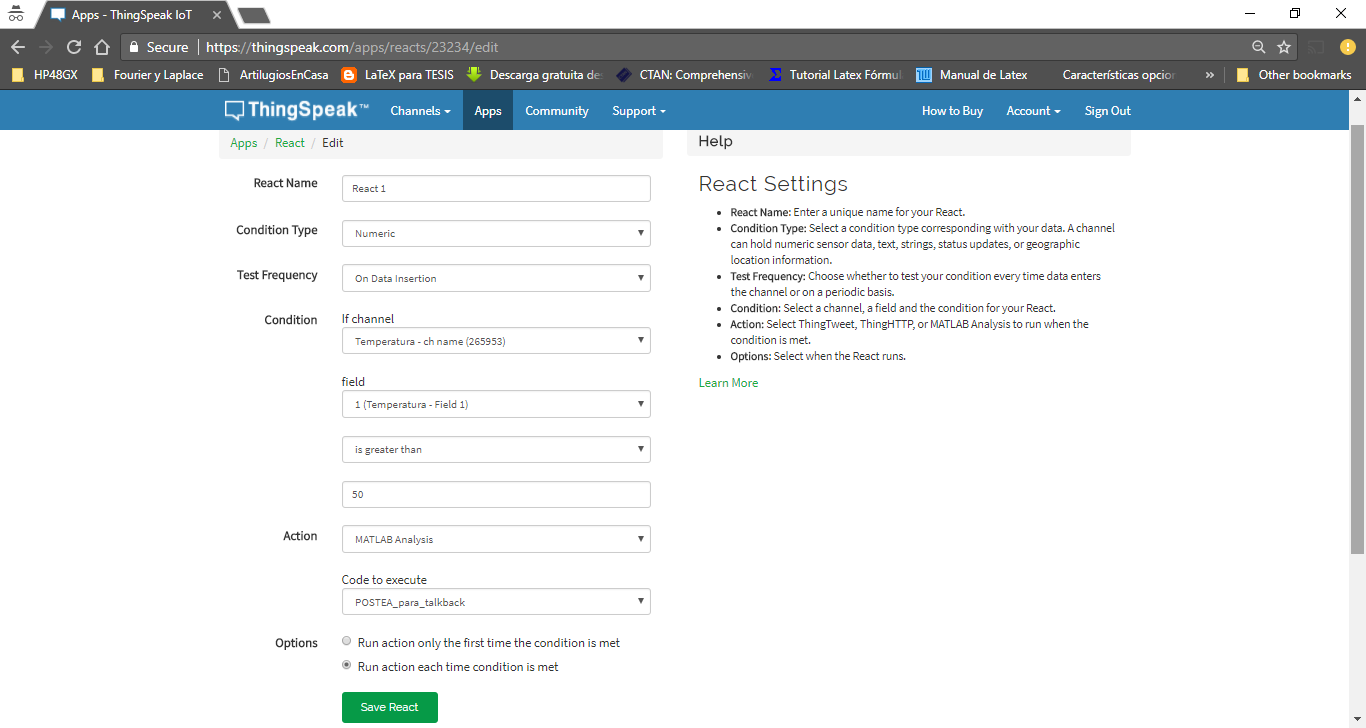 Apps - ThingSpeak IoT
Secure https://thingspeak.com/apps/reacts/23234/edit
HP48GX Fourier y Laplace ArtilugiosEnCasa LaTeX para TESIS Descarga gratuita de CTAN: Comprehensiv Tutorial Latex Fórmul Manual de Latex Características opcion » Other bookmarks
ThingSpeak™ Channels Apps Community Support How to Buy Account Sign Out
Apps / React / Edit
React Name
React 1
Condition Type
Numeric
Test Frequency
On Data Insertion
Condition
If channel
Temperatura - ch name (265953)
field
1 (Temperatura - Field 1)
is greater than
50
Action
MATLAB Analysis
Code to execute
POSTEA_para_talkback
Options
Run action only the first time the condition is met
Run action each time condition is met
Save React
Help
React Settings
• React Name: Enter a unique name for your React.
• Condition Type: Select a condition type corresponding with your data. A channel
can hold numeric sensor data, text, strings, status updates, or geographic
location information.
• Test Frequency: Choose whether to test your condition every time data enters
the channel or on a periodic basis.
• Condition: Select a channel, a field and the condition for your React.
• Action: Select ThingTweet, ThingHTTP, or MATLAB Analysis to run when the
condition is met.
• Options: Select when the React runs.
Learn More